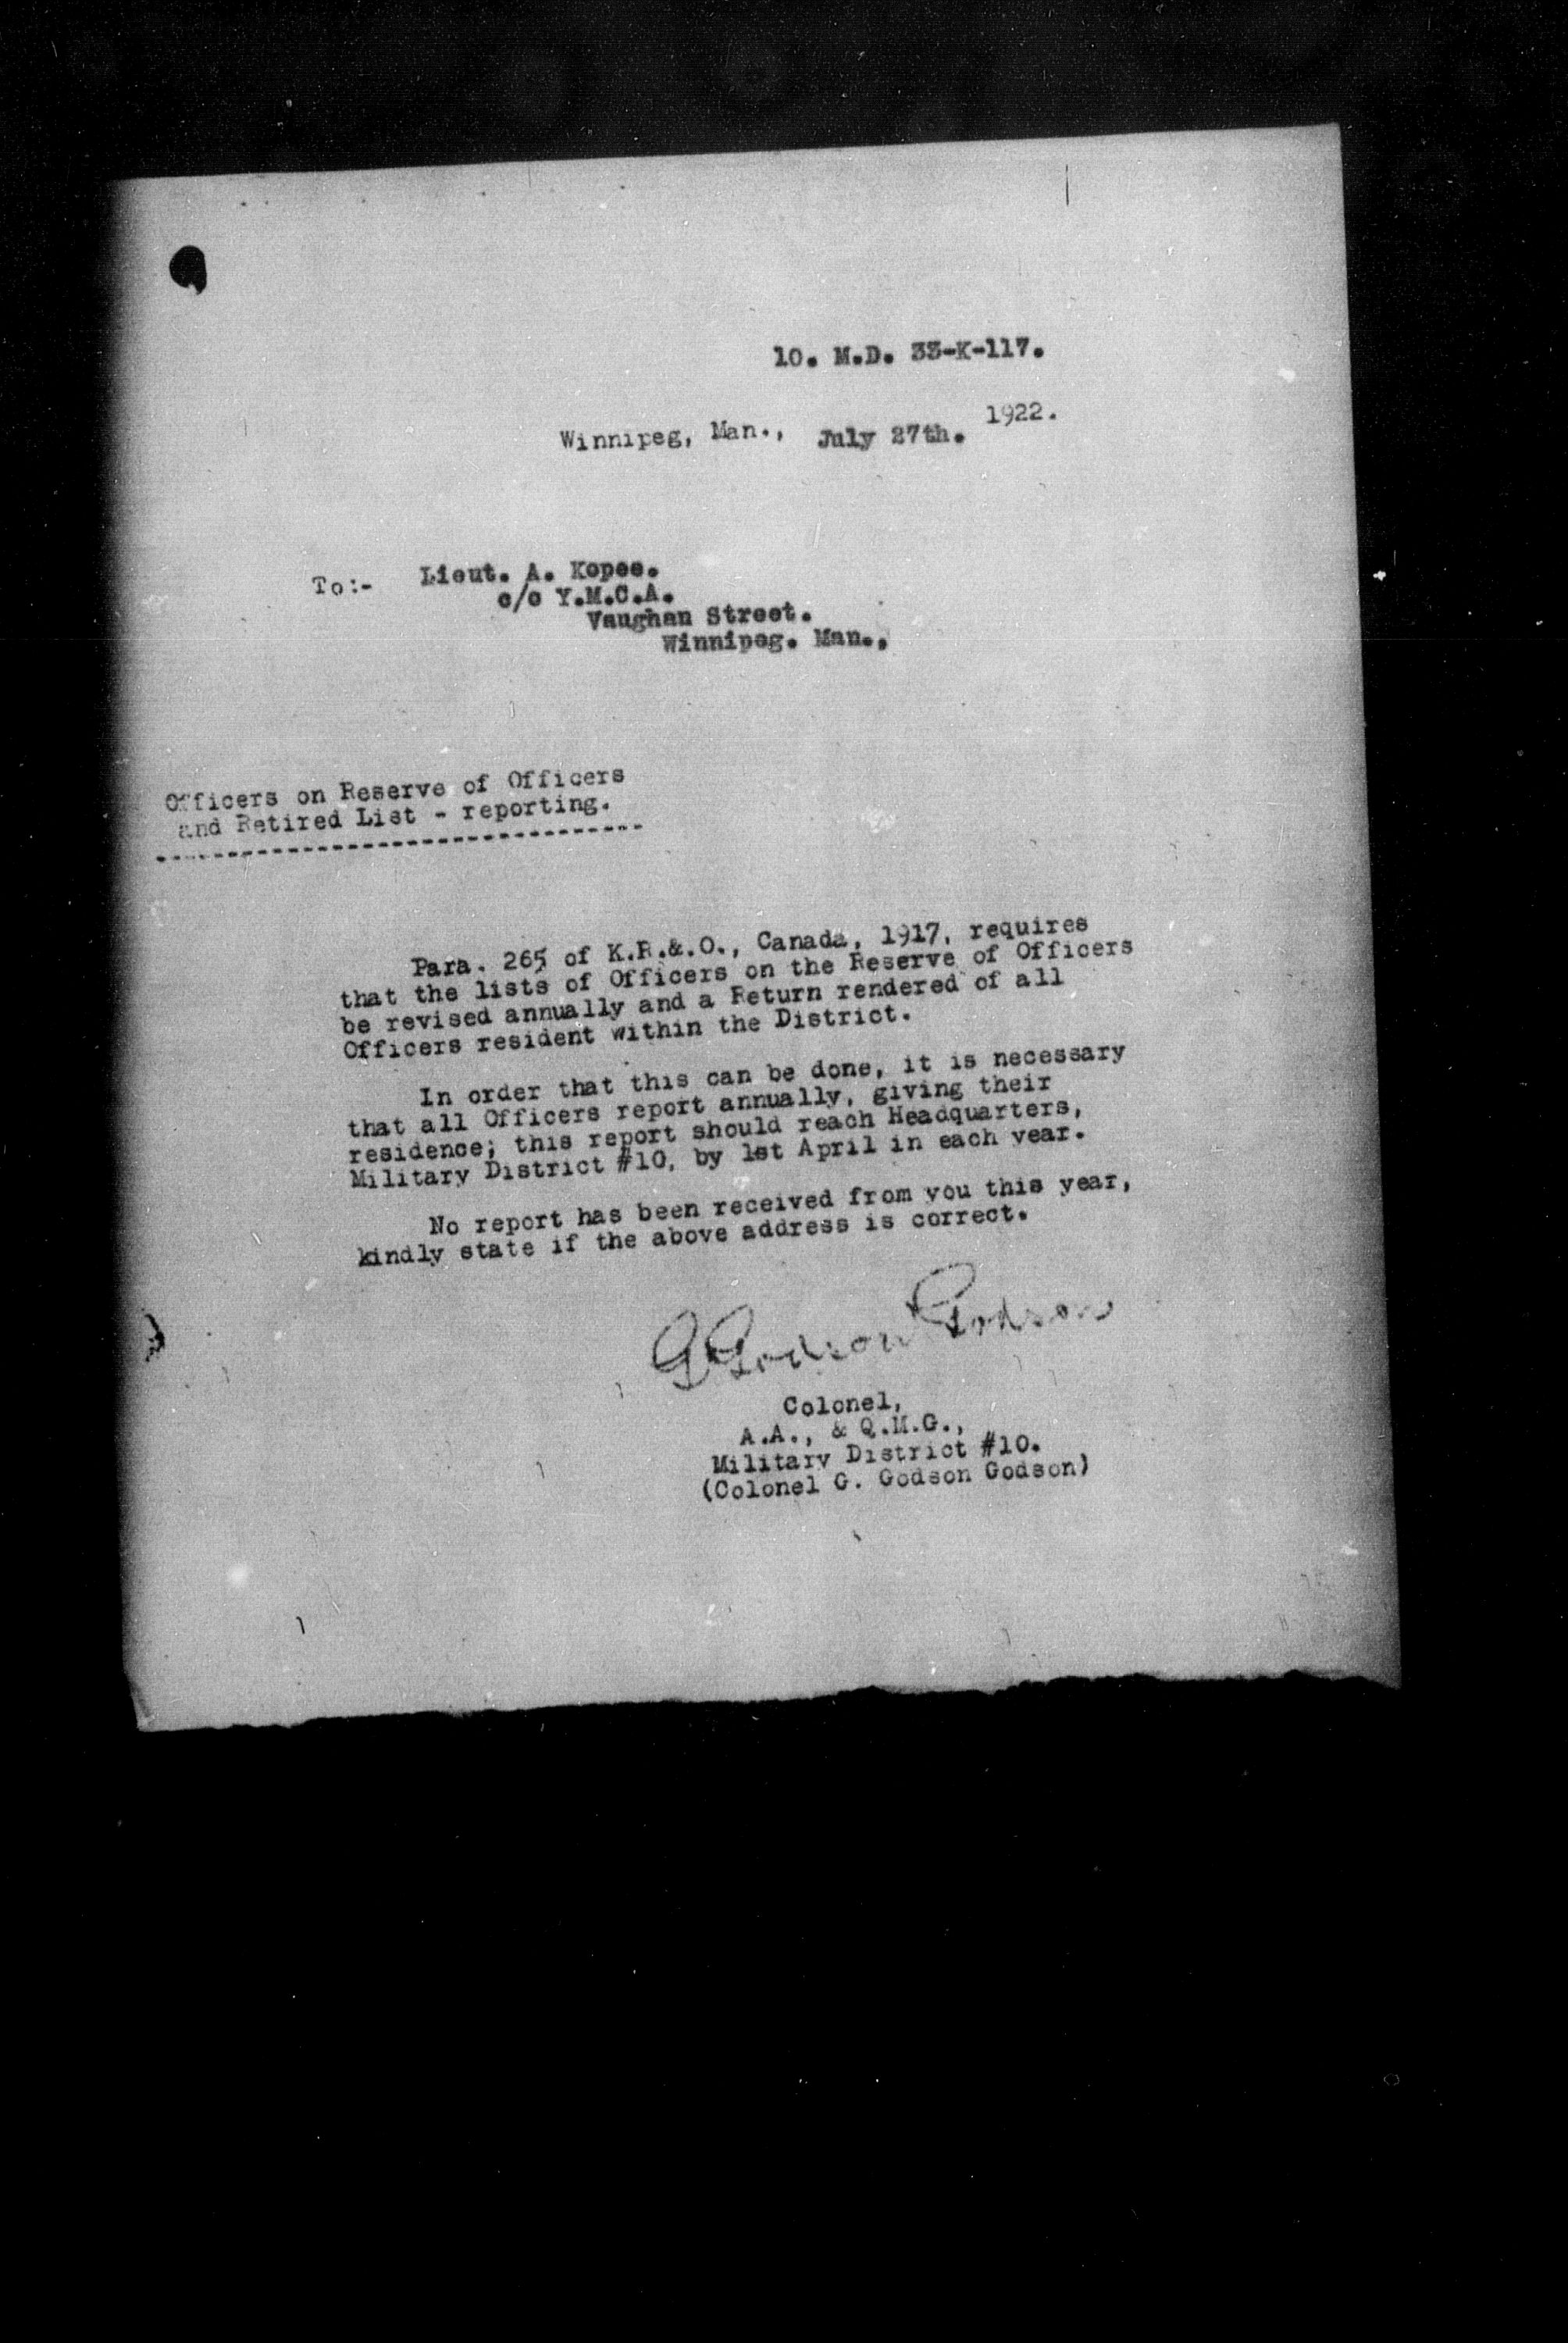 10. M.D. 33-K-117.
Winnipeg, Man., July 27th. 1922.
To:- Lieut. A. Kopee.
c/o Y.M.C.A.
Vaughan Street.
Winnipeg. Man.,
Officers on Reserve of Officers
and Retired List - reporting.
Para. 265 of K.R.&.O., Canada, 1917, requires
that the lists of Officers on the Reserve of Officers
be revised annually and a Return rendered of all
Officers resident within the District.
In order that this can be done, it is necessary
that all Officers report annually, giving their
residence; this report should reach Headquarters,
Military District #10, by 1st April in each year.
No report has been received from you this year,
kindly state if the above address is correct.
G Godson Godson
Colonel,
A.A., & Q.M.G.,
Military District #10.
(Colonel G. Godson Godson)